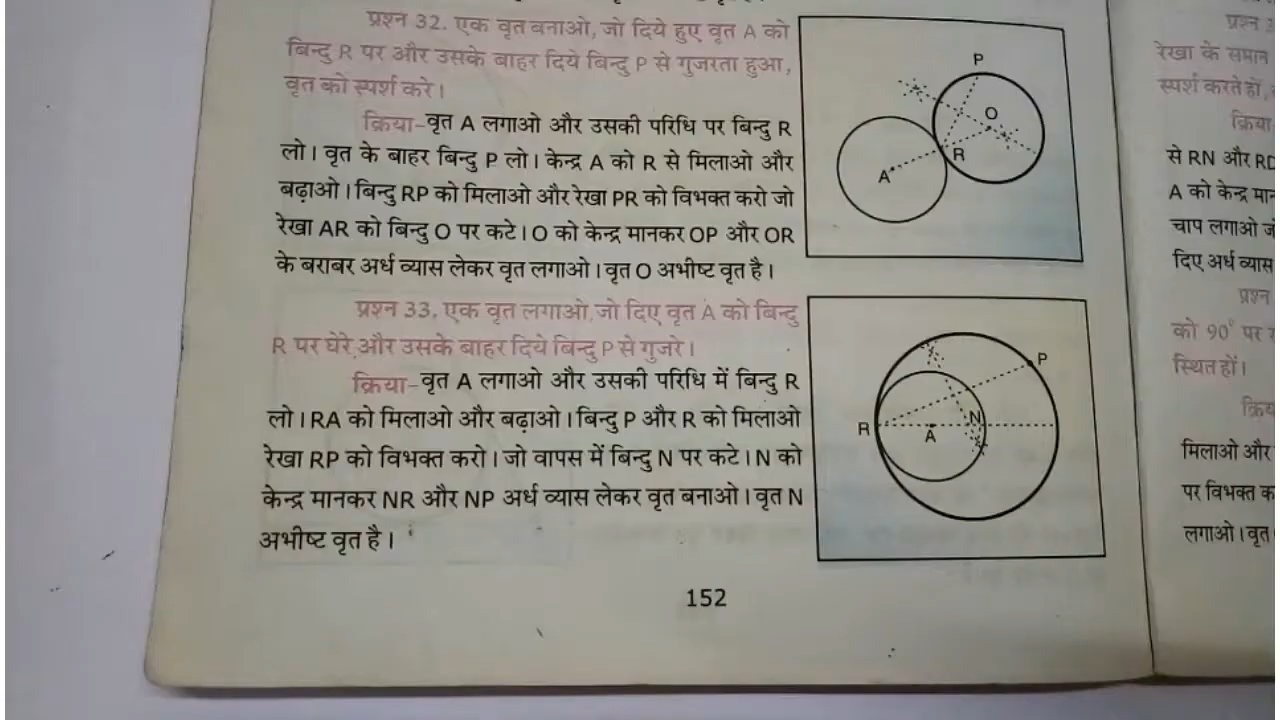 प्रश्न 32. एक वृत बनाओ, जो दिये हुए वृत A को
बिन्दु R पर और उसके बाहर दिये बिन्दु P से गुजरता हुआ,
वृत को स्पर्श करे।
क्रिया-वृत A लगाओ और उसकी परिधि पर बिन्दु R
लो। वृत के बाहर बिन्दु P लो। केन्द्र A को R से मिलाओ और
बढ़ाओ। बिन्दु RP को मिलाओ और रेखा PR को विभक्त करो जो
रेखा AR को बिन्दु O पर कटे। O को केन्द्र मानकर OP और OR
के बराबर अर्ध व्यास लेकर वृत लगाओ। वृत O अभीष्ट वृत है।
P
O
R
A
प्रश्न 33. एक वृत लगाओ, जो दिए वृत A को बिन्दु
R पर घेरे और उसके बाहर दिये बिन्दु P से गुजरे।
क्रिया-वृत A लगाओ और उसकी परिधि में बिन्दु R
लो। RA को मिलाओ और बढ़ाओ। बिन्दु P और R को मिलाओ
रेखा RP को विभक्त करो। जो वापस में बिन्दु N पर कटे। N को
केन्द्र मानकर NR और NP अर्ध व्यास लेकर वृत बनाओ। वृत N
अभीष्ट वृत है।
P
R
A
N
152
प्रश्न
रेखा के समान
स्पर्श करते हों,
क्रिया
से RN और
A को केन्द्र
चाप लगाओ
दिए अर्ध व्यास
प्रश्न
को 90° पर
स्थित हों।
मिलाओ और
पर विभक्त
लगाओ। वृत